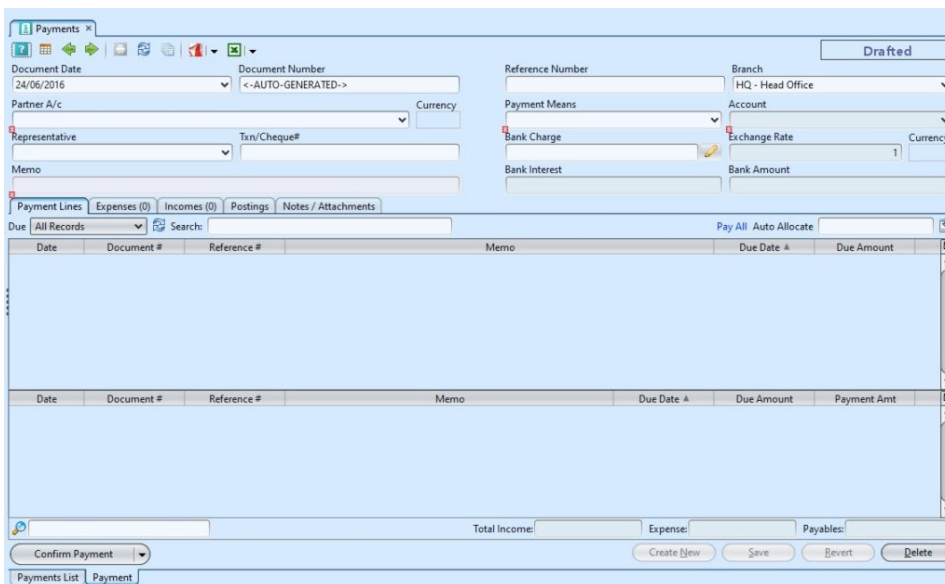 Payments
Drafted
Document Date Document Number Reference Number Branch
24/06/2016 <-AUTO-GENERATED-> HQ - Head Office
Partner A/c Currency Payment Means Account
Representative Txn/Cheque# Bank Charge Exchange Rate Currency
1
Memo Bank Interest Bank Amount
Payment Lines Expenses (0) Incomes (0) Postings Notes / Attachments
Due All Records Search: Pay All Auto Allocate
Date Document # Reference # Memo Due Date Due Amount
Date Document # Reference # Memo Due Date Due Amount Payment Amt
Total Income: Expense: Payables:
Confirm Payment Create New Save Revert Delete
Payments List Payment